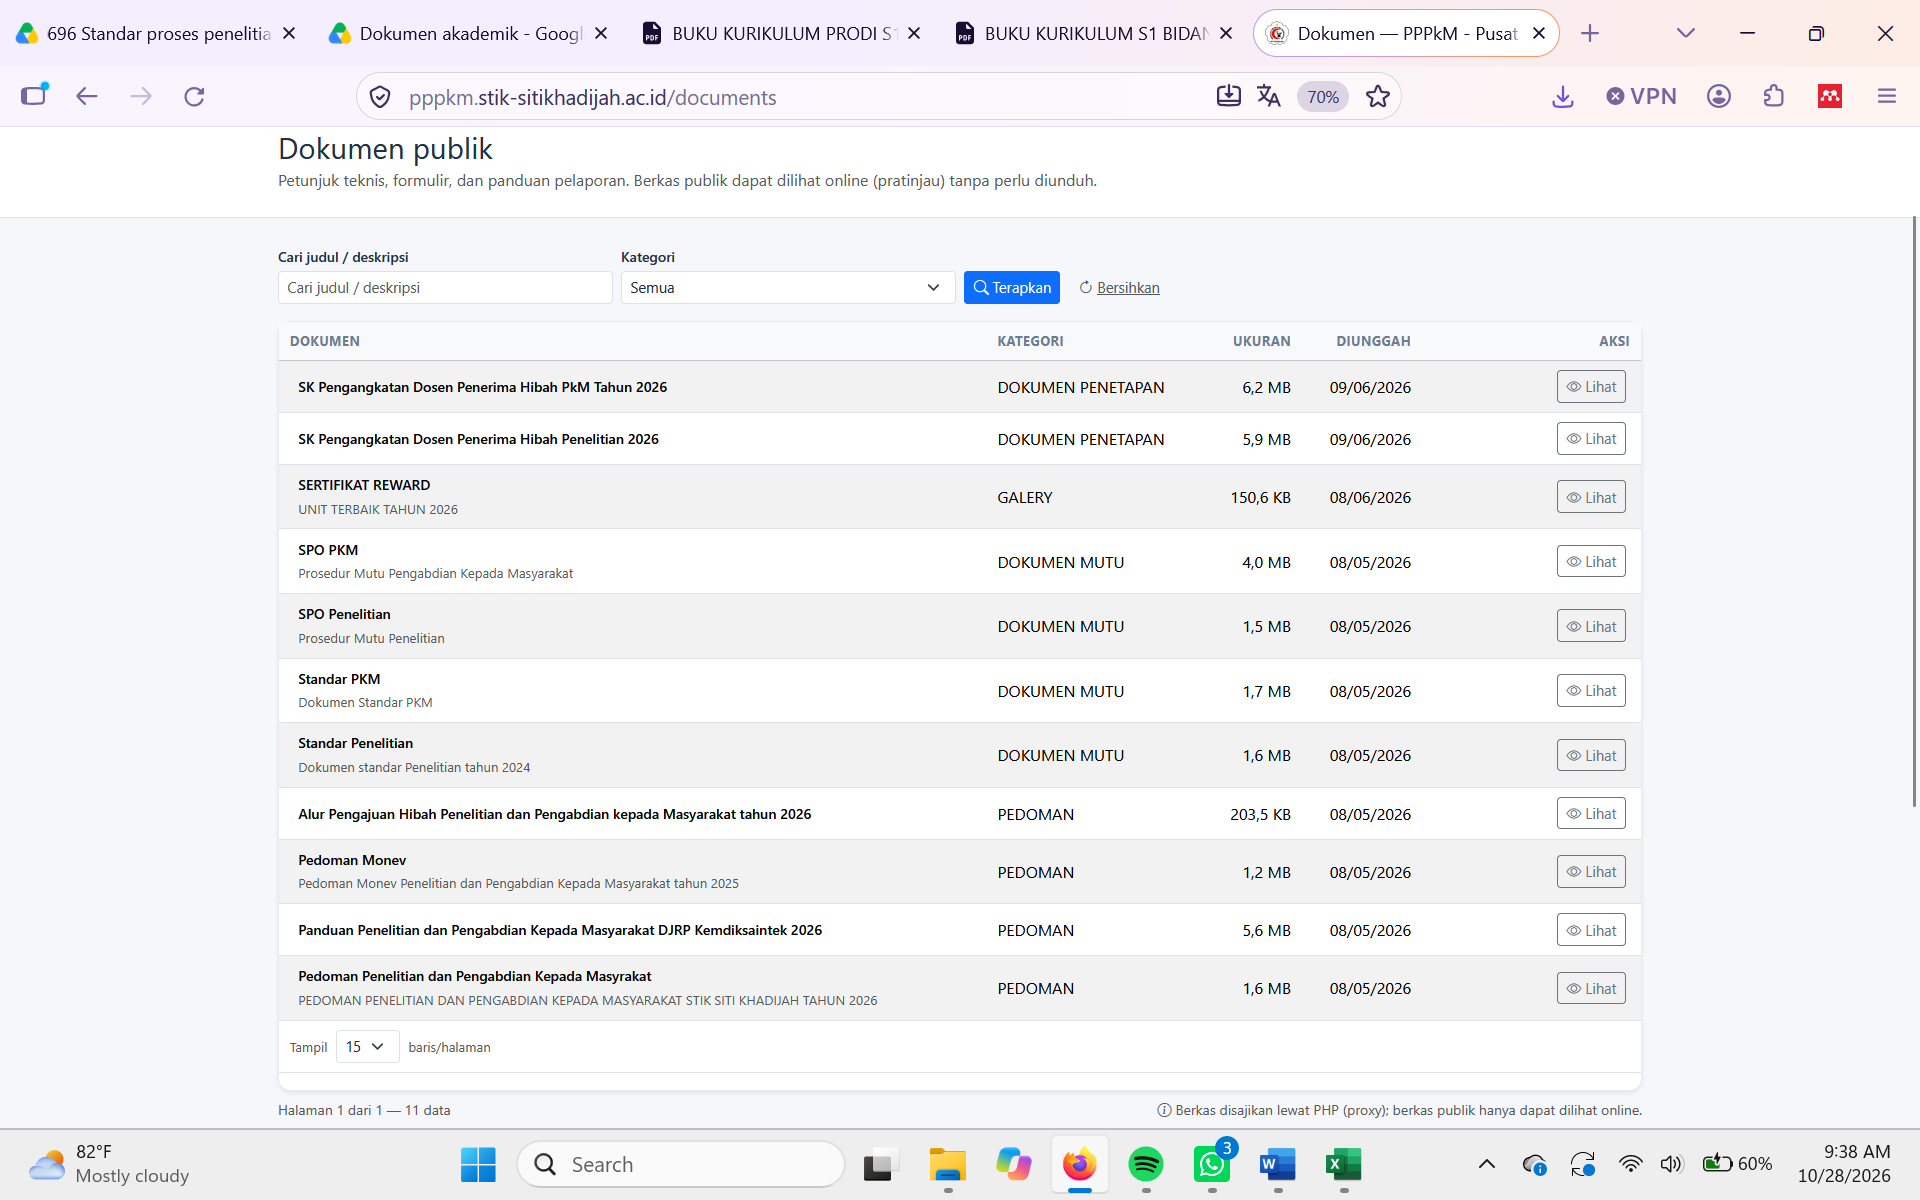 696 Standar proses penelitia
Dokumen akademik - Googl
BUKU KURIKULUM PRODI S1
BUKU KURIKULUM S1 BIDAN
Dokumen — PPPkM - Pusat
pppkm.stik-sitikhadijah.ac.id/documents
70%
VPN
Dokumen publik
Petunjuk teknis, formulir, dan panduan pelaporan. Berkas publik dapat dilihat online (pratinjau) tanpa perlu diunduh.
Cari judul / deskripsi
Kategori
Cari judul / deskripsi
Semua
Terapkan
Bersihkan
DOKUMEN KATEGORI UKURAN DIUNGGAH AKSI
SK Pengangkatan Dosen Penerima Hibah PkM Tahun 2026 DOKUMEN PENETAPAN 6,2 MB 09/06/2026 Lihat
SK Pengangkatan Dosen Penerima Hibah Penelitian 2026 DOKUMEN PENETAPAN 5,9 MB 09/06/2026 Lihat
SERTIFIKAT REWARD
UNIT TERBAIK TAHUN 2026
GALERY 150,6 KB 08/06/2026 Lihat
SPO PKM
Prosedur Mutu Pengabdian Kepada Masyarakat
DOKUMEN MUTU 4,0 MB 08/05/2026 Lihat
SPO Penelitian
Prosedur Mutu Penelitian
DOKUMEN MUTU 1,5 MB 08/05/2026 Lihat
Standar PKM
Dokumen Standar PKM
DOKUMEN MUTU 1,7 MB 08/05/2026 Lihat
Standar Penelitian
Dokumen standar Penelitian tahun 2024
DOKUMEN MUTU 1,6 MB 08/05/2026 Lihat
Alur Pengajuan Hibah Penelitian dan Pengabdian kepada Masyarakat tahun 2026 PEDOMAN 203,5 KB 08/05/2026 Lihat
Pedoman Monev
Pedoman Monev Penelitian dan Pengabdian Kepada Masyarakat tahun 2025
PEDOMAN 1,2 MB 08/05/2026 Lihat
Panduan Penelitian dan Pengabdian Kepada Masyarakat DJRP Kemdiksaintek 2026 PEDOMAN 5,6 MB 08/05/2026 Lihat
Pedoman Penelitian dan Pengabdian Kepada Masyrakat
PEDOMAN PENELITIAN DAN PENGABDIAN KEPADA MASYARAKAT STIK SITI KHADIJAH TAHUN 2026
PEDOMAN 1,6 MB 08/05/2026 Lihat
Tampil 15 baris/halaman
Halaman 1 dari 1 — 11 data
Berkas disajikan lewat PHP (proxy); berkas publik hanya dapat dilihat online.
82°F
Mostly cloudy
Search
3
60%
9:38 AM
10/28/2026